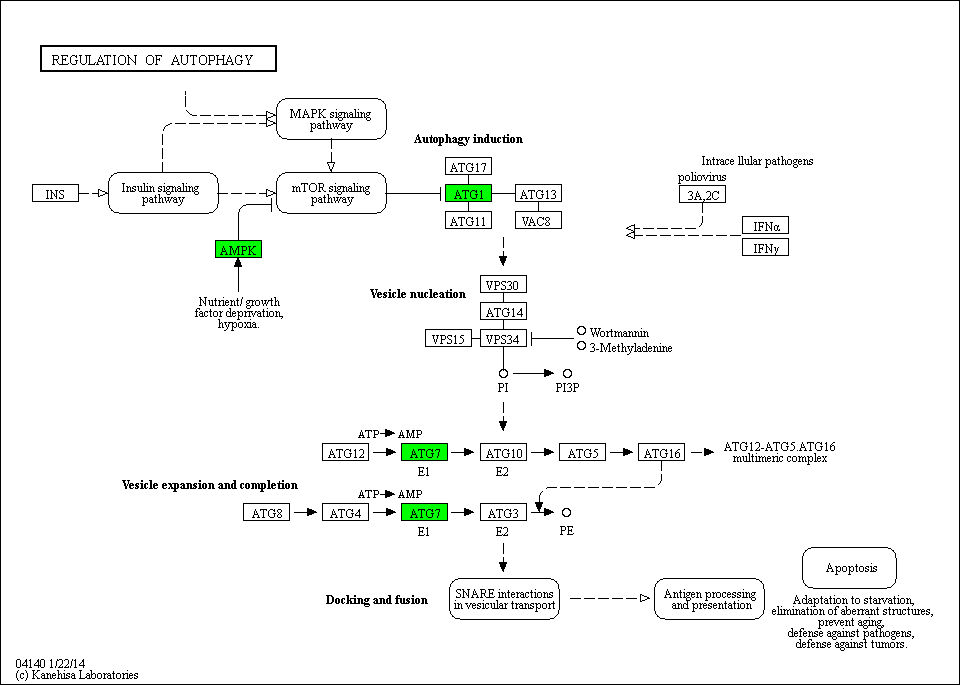 REGULATION OF AUTOPHAGY
MAPK signaling
pathway
Autophagy induction
INS
Insulin signaling
pathway
mTOR signaling
pathway
ATG17
ATG1
ATG13
ATG11
VAC8
Intrace llular pathogens
poliovirus
3A,2C
IFNα
IFNγ
AMPK
Nutrient/ growth
factor deprivation,
hypoxia.
Vesicle nucleation
VPS30
ATG14
VPS15
VPS34
Wortmannin
3-Methyladenine
PI
PI3P
ATP
AMP
ATG12
ATG7
ATG10
ATG5
ATG16
ATG12-ATG5.ATG16
multimeric complex
E1
E2
Vesicle expansion and completion
ATP
AMP
ATG8
ATG4
ATG7
ATG3
E1
E2
PE
Docking and fusion
SNARE interactions
in vesicular transport
Antigen processing
and presentation
Apoptosis
Adaptation to starvation,
elimination of aberrant structures,
prevent aging,
defense against pathogens,
defense against tumors.
04140 1/22/14
(c) Kanehisa Laboratories